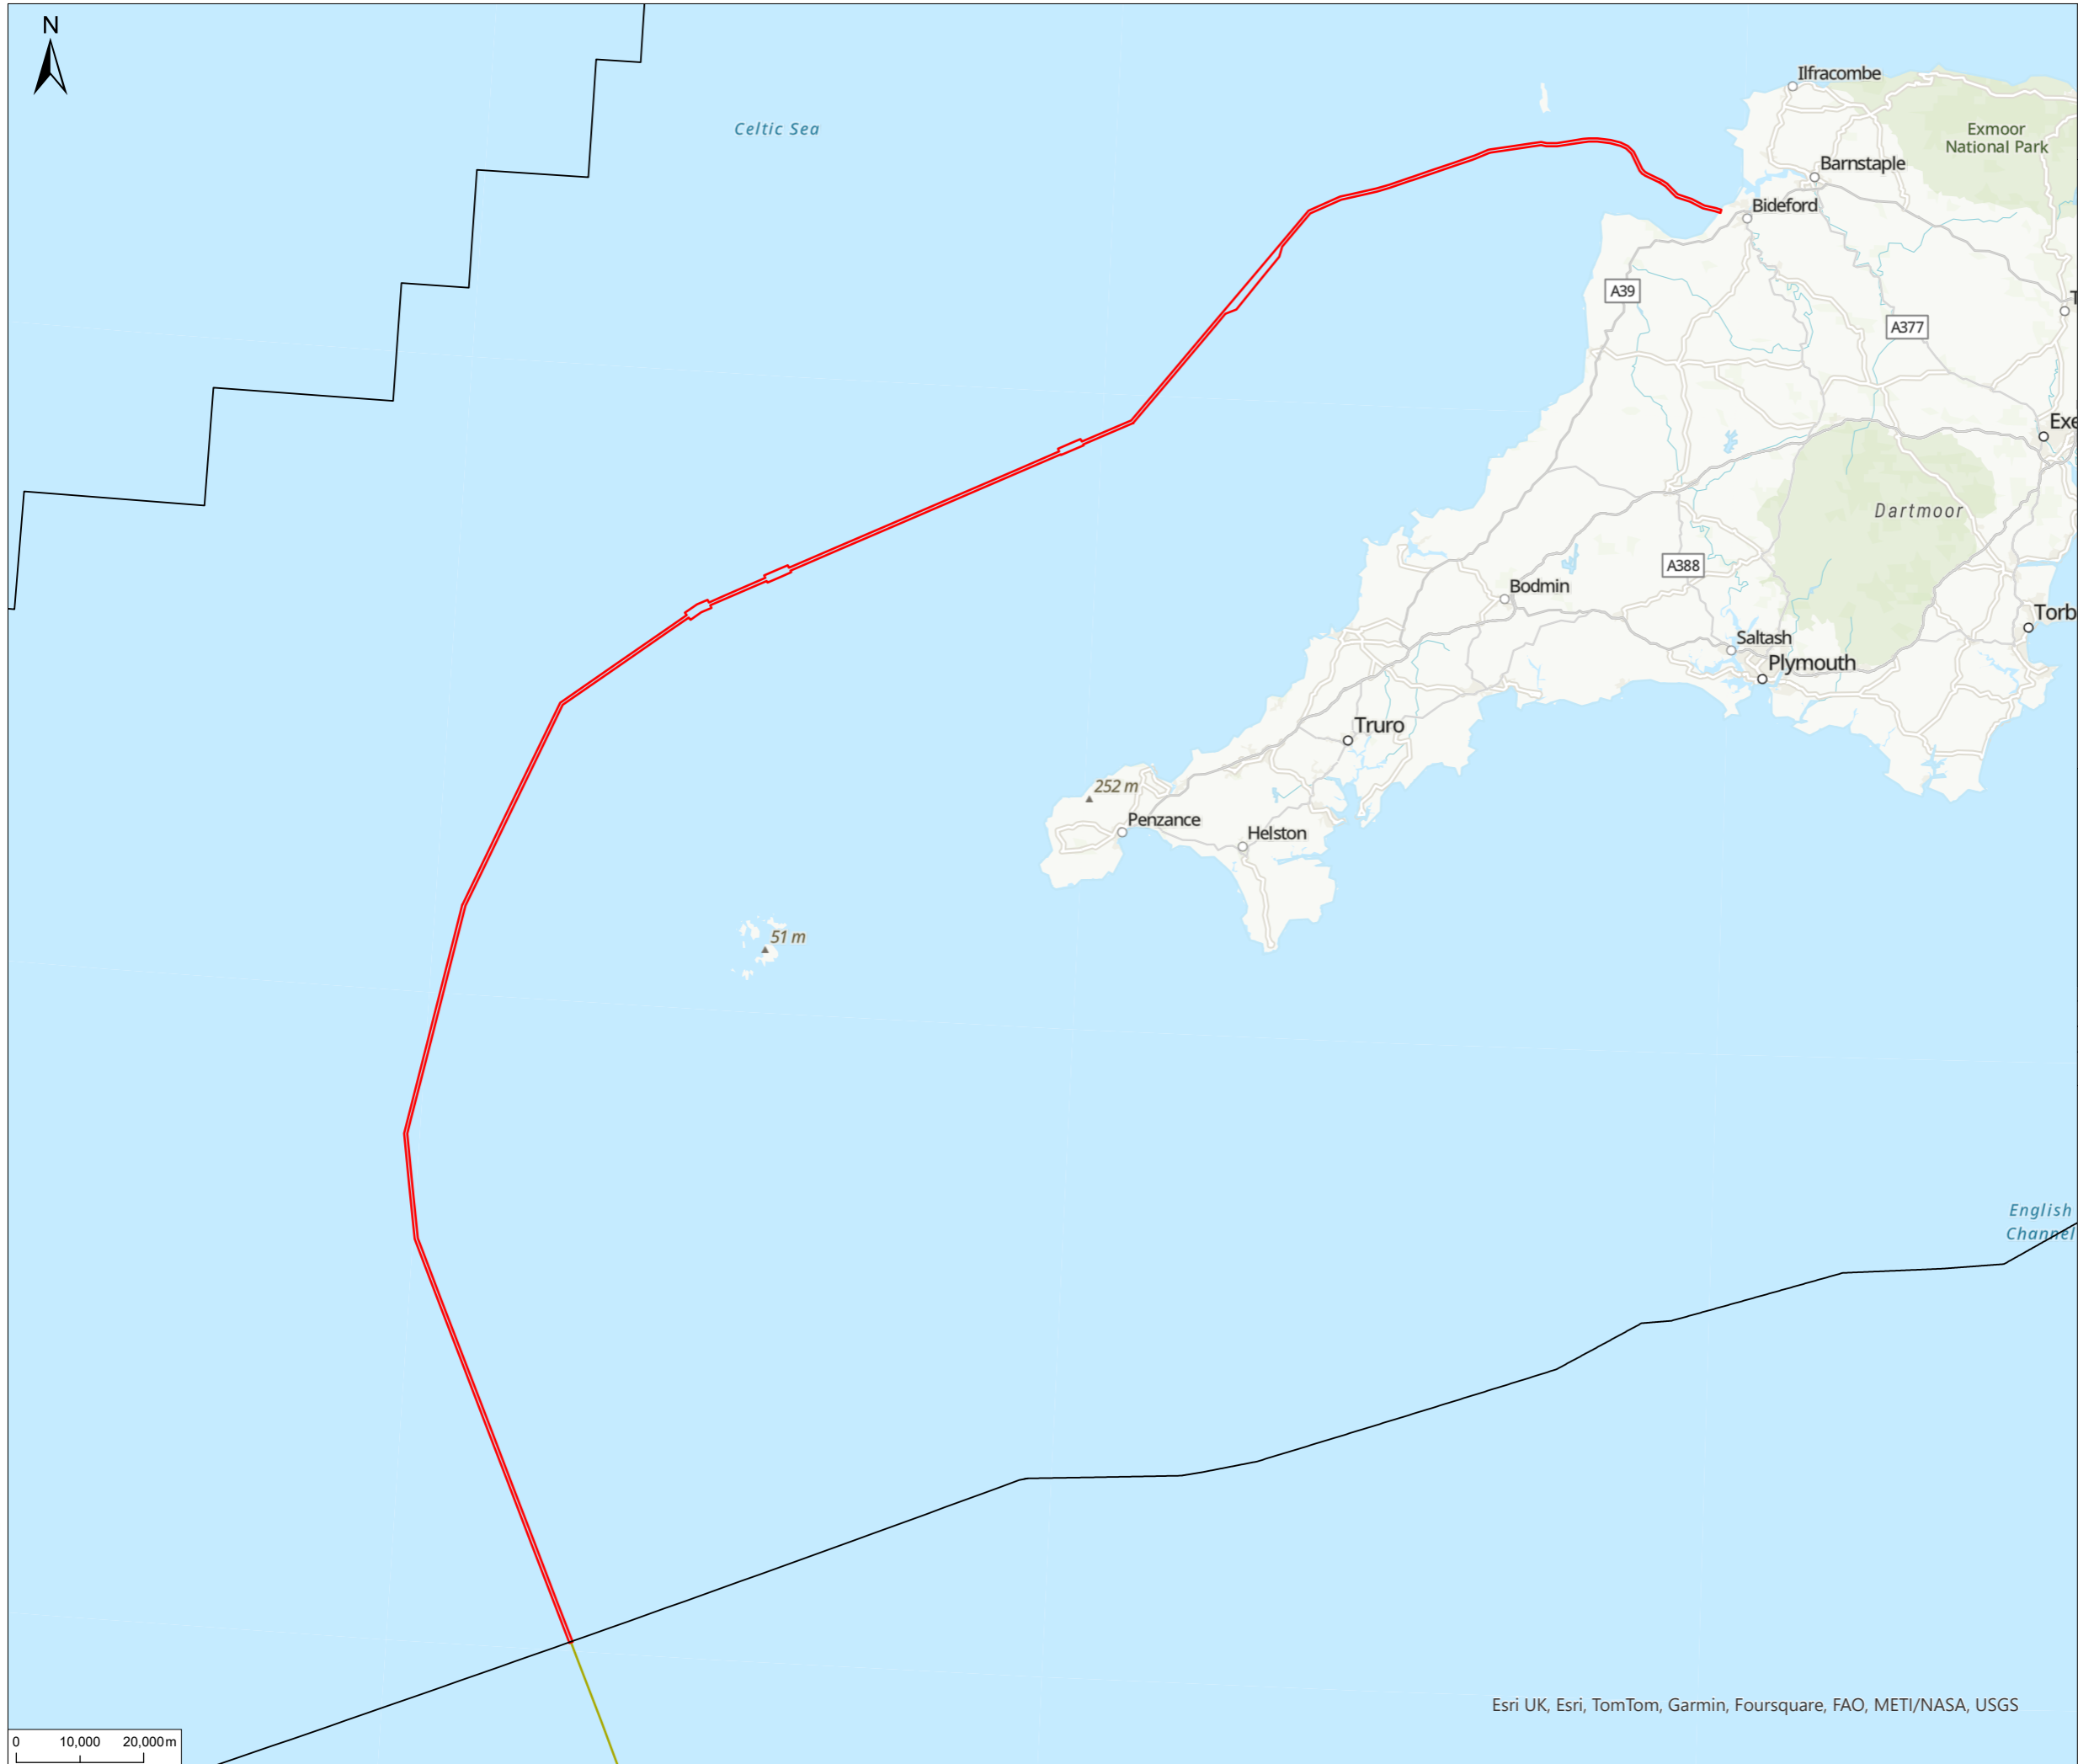 N
Ilfracombe
Celtic Sea
Exmoor
National Park
Barnstaple
Bideford
A39
T
A377
Exe
Dartmoor
A388
Bodmin
Torb
Saltash
Plymouth
Truro
252 m
Penzance
Helston
51 m
English
Channel
Esri UK, Esri, TomTom, Garmin, Foursquare, FAO, METI/NASA, USGS
0 10,000 20,000 m